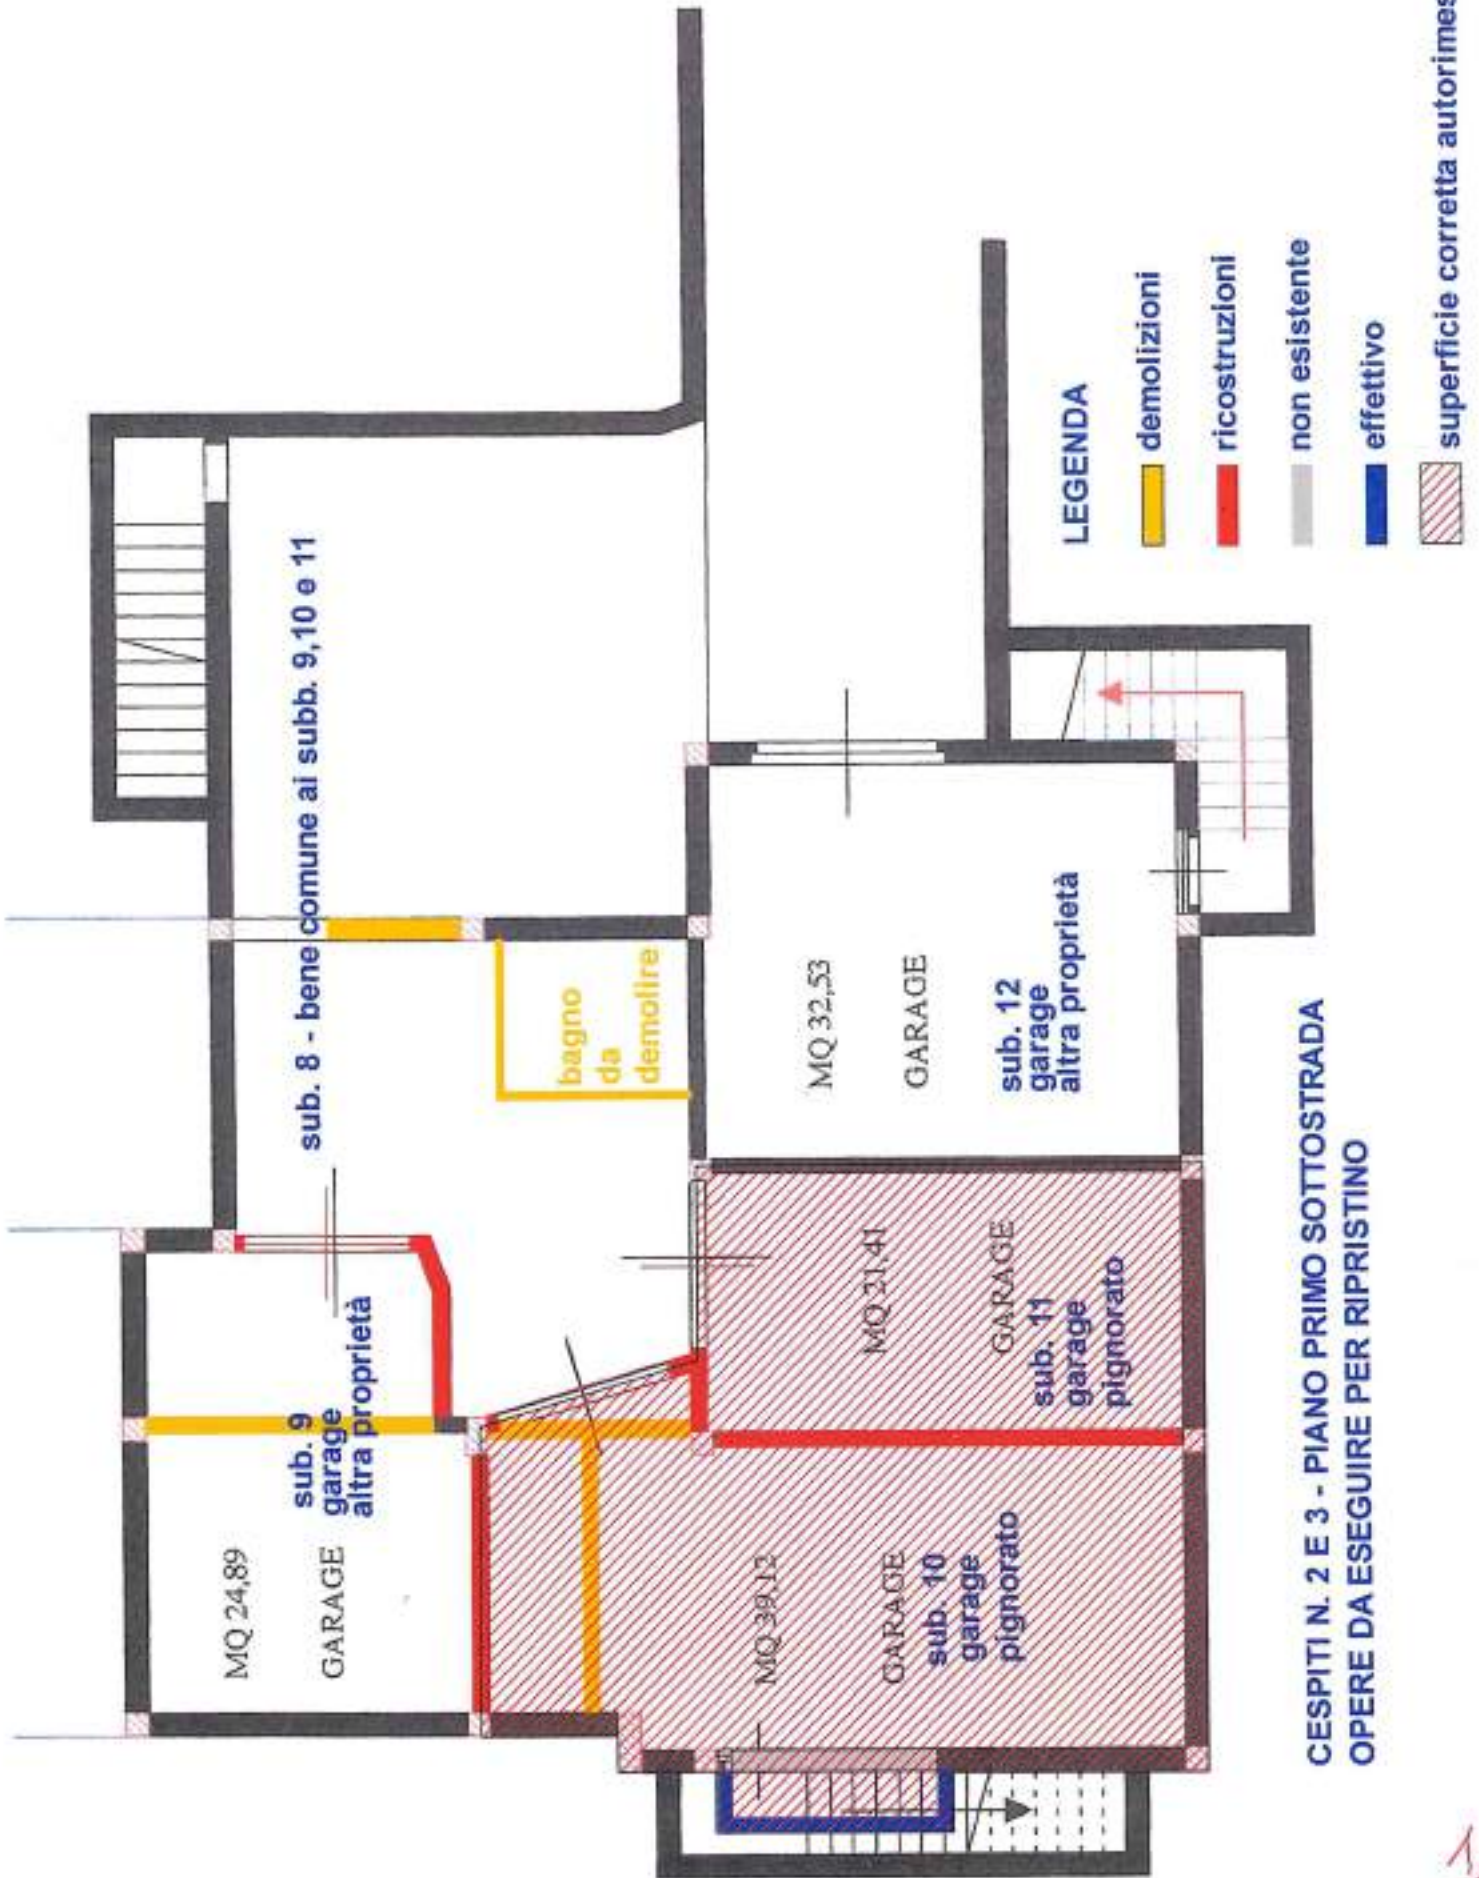 sub. 8 - bene comune ai subb. 9,10 e 11
MQ 24,89
GARAGE
sub. 9
garage
altra proprietà
bagno
da
demolire
MQ 39,12
GARAGE
sub. 10
garage
pignorato
MQ 21,41
GARAGE
sub. 11
garage
pignorato
MQ 32,53
GARAGE
sub. 12
garage
altra proprietà
LEGENDA
demolizioni
ricostruzioni
non esistente
effettivo
superficie corretta autorimes
CESPITI N. 2 E 3 - PIANO PRIMO SOTTOSTRADA
OPERE DA ESEGUIRE PER RIPRISTINO